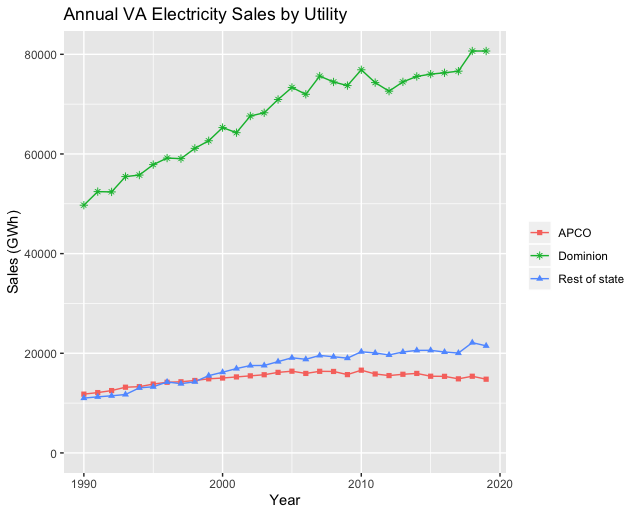 Annual VA Electricity Sales by Utility
Sales (GWh)
80000
60000
40000
20000
0
1990
2000
2010
2020
Year
APCO
Dominion
Rest of state